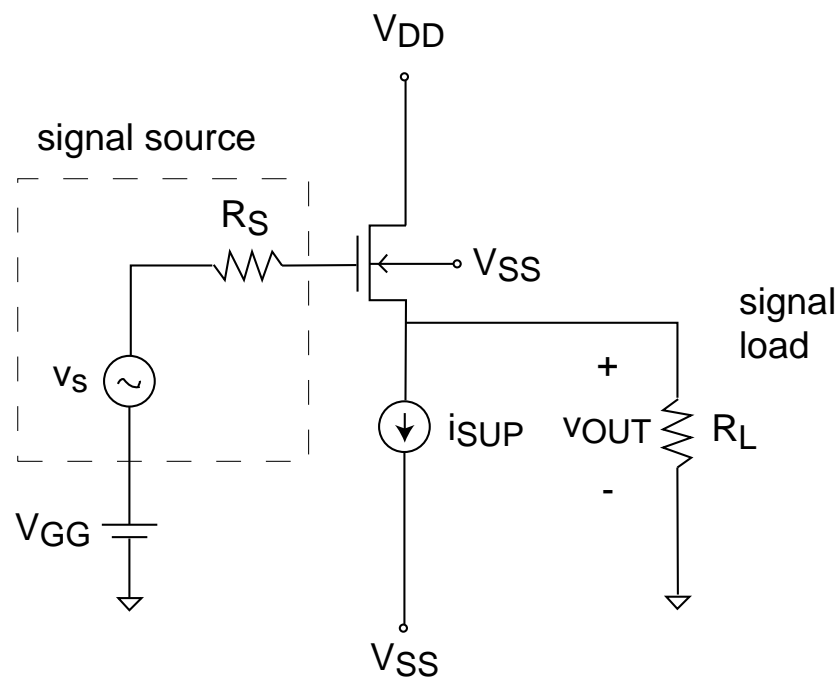 VDD
signal source
RS
VSS
signal
load
vs
+
iSUP
vOUT
RL
-
VGG
VSS